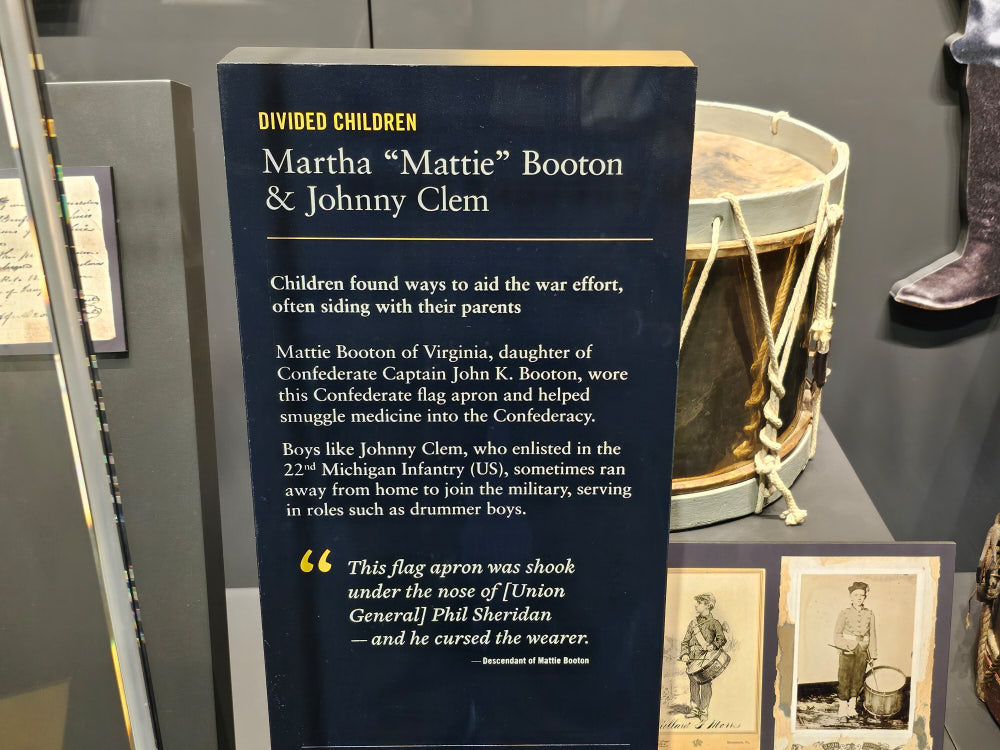 DIVIDED CHILDREN
Martha “Mattie” Booton
& Johnny Clem
Children found ways to aid the war effort,
often siding with their parents
Mattie Booton of Virginia, daughter of
Confederate Captain John K. Booton, wore
this Confederate flag apron and helped
smuggle medicine into the Confederacy.
Boys like Johnny Clem, who enlisted in the
22nd Michigan Infantry (US), sometimes ran
away from home to join the military, serving
in roles such as drummer boys.
“ This flag apron was shook
under the nose of [Union
General] Phil Sheridan
— and he cursed the wearer.
—Descendant of Mattie Booton